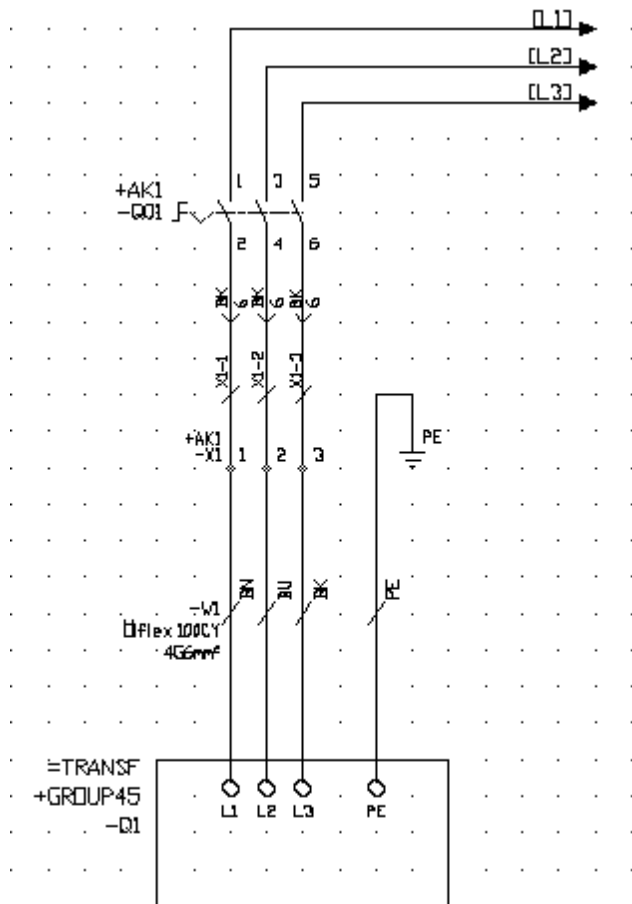 [L1]
[L2]
[L3]
1 3 5
+AK1
-Q01
2 4 6
BK 6 BK 6 BK 6
X1-1 X1-2 X1-3
+AK1
-X1 1 2 3
PE
BN BU BK PE
-W1
Ölflex 100CY
4G6mm²
=TRANSF
+GROUP45
-Q1
L1 L2 L3 PE